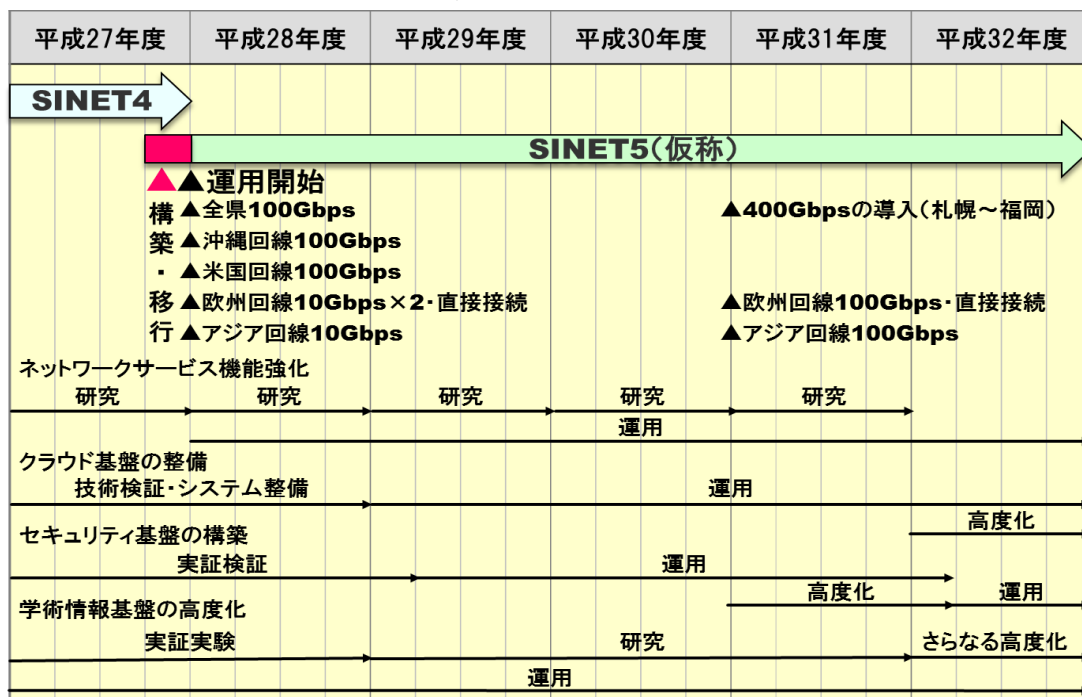 平成27年度 平成28年度 平成29年度 平成30年度 平成31年度 平成32年度
SINET4
SINET5(仮称)
▲▲運用開始
構築・移行
▲全県100Gbps ▲400Gbpsの導入(札幌～福岡)
▲沖縄回線100Gbps
▲米国回線100Gbps
▲欧州回線10Gbps×2・直接接続 ▲欧州回線100Gbps・直接接続
▲アジア回線10Gbps ▲アジア回線100Gbps
ネットワークサービス機能強化
研究 研究 研究 研究 研究
運用
クラウド基盤の整備
技術検証・システム整備 運用
高度化
セキュリティ基盤の構築
実証検証 運用
高度化 運用
学術情報基盤の高度化
実証実験 研究 さらなる高度化
運用